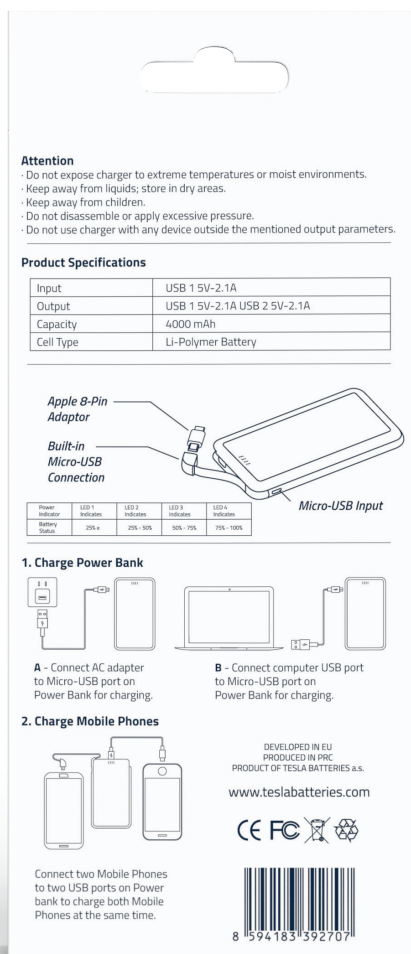 Attention
· Do not expose charger to extreme temperatures or moist environments.
· Keep away from liquids; store in dry areas.
· Keep away from children.
· Do not disassemble or apply excessive pressure.
· Do not use charger with any device outside the mentioned output parameters.
Product Specifications
Input USB 1 5V-2.1A
Output USB 1 5V-2.1A USB 2 5V-2.1A
Capacity 4000 mAh
Cell Type Li-Polymer Battery
Apple 8-Pin
Adaptor
Built-in
Micro-USB
Connection
Micro-USB Input
Power Indicator LED 1 Indicates LED 2 Indicates LED 3 Indicates LED 4 Indicates
Battery Status 25% ≤ 25% - 50% 50% - 75% 75% - 100%
1. Charge Power Bank
A - Connect AC adapter
to Micro-USB port on
Power Bank for charging.
B - Connect computer USB port
to Micro-USB port on
Power Bank for charging.
2. Charge Mobile Phones
Connect two Mobile Phones
to two USB ports on Power
bank to charge both Mobile
Phones at the same time.
DEVELOPED IN EU
PRODUCED IN PRC
PRODUCT OF TESLA BATTERIES a.s.
www.teslabatteries.com
CE FC
8 594183 392707